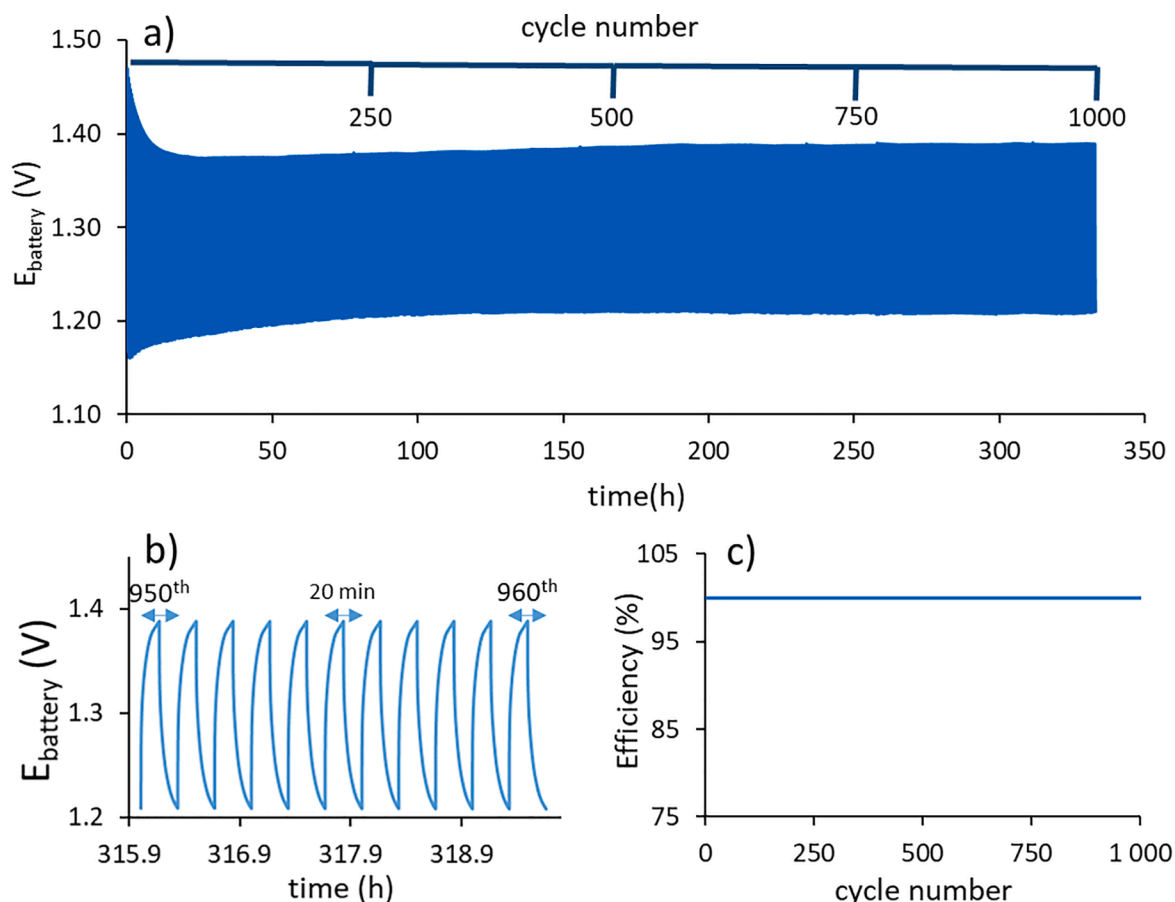 a)
cycle number
1.50
1.40
1.30
1.20
1.10
E_battery (V)
250 500 750 1000
0 50 100 150 200 250 300 350
time(h)
b)
950th 20 min 960th
1.4
1.3
1.2
E_battery (V)
315.9 316.9 317.9 318.9
time (h)
c)
105
95
85
75
Efficiency (%)
0 250 500 750 1 000
cycle number